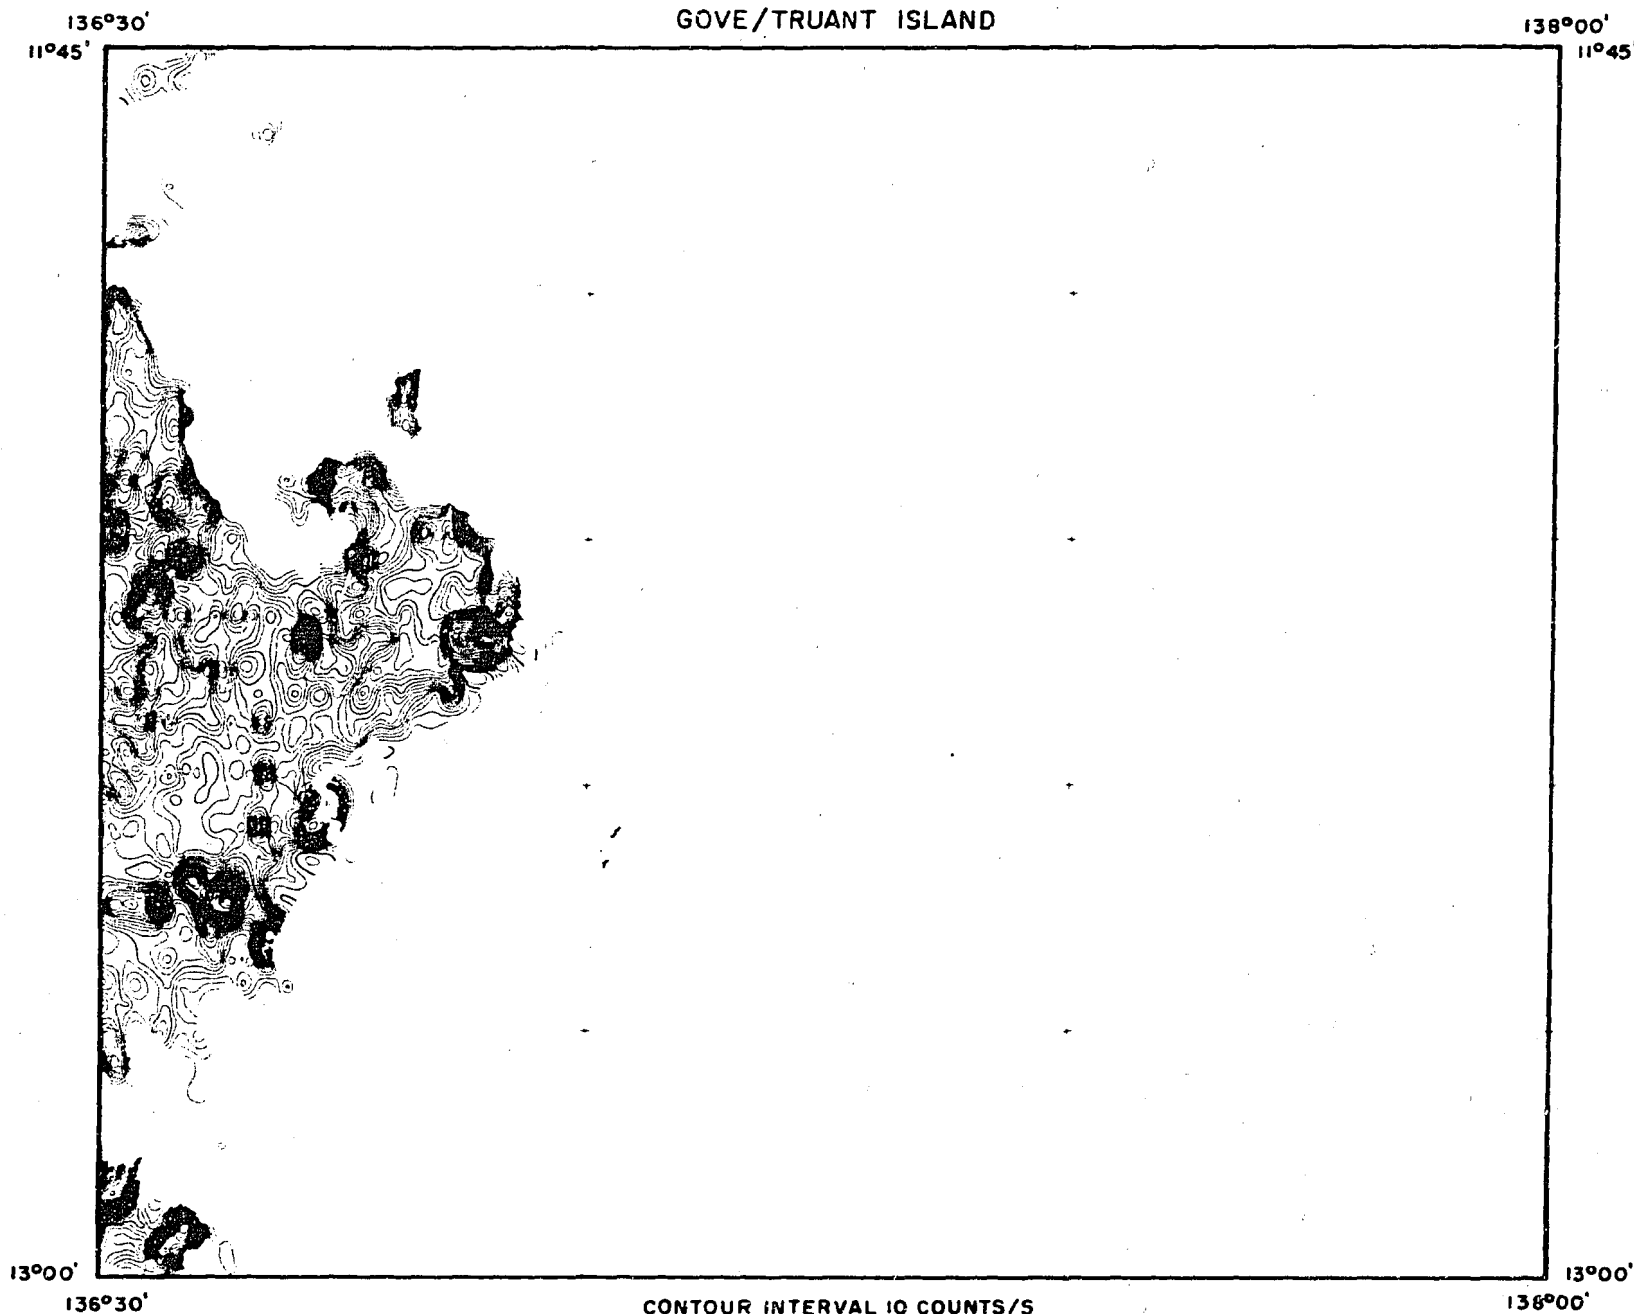 136°30' GOVE/TRUANT ISLAND 138°00'
11°45' 11°45'
13°00' 13°00'
136°30' CONTOUR INTERVAL 10 COUNTS/S 138°00'